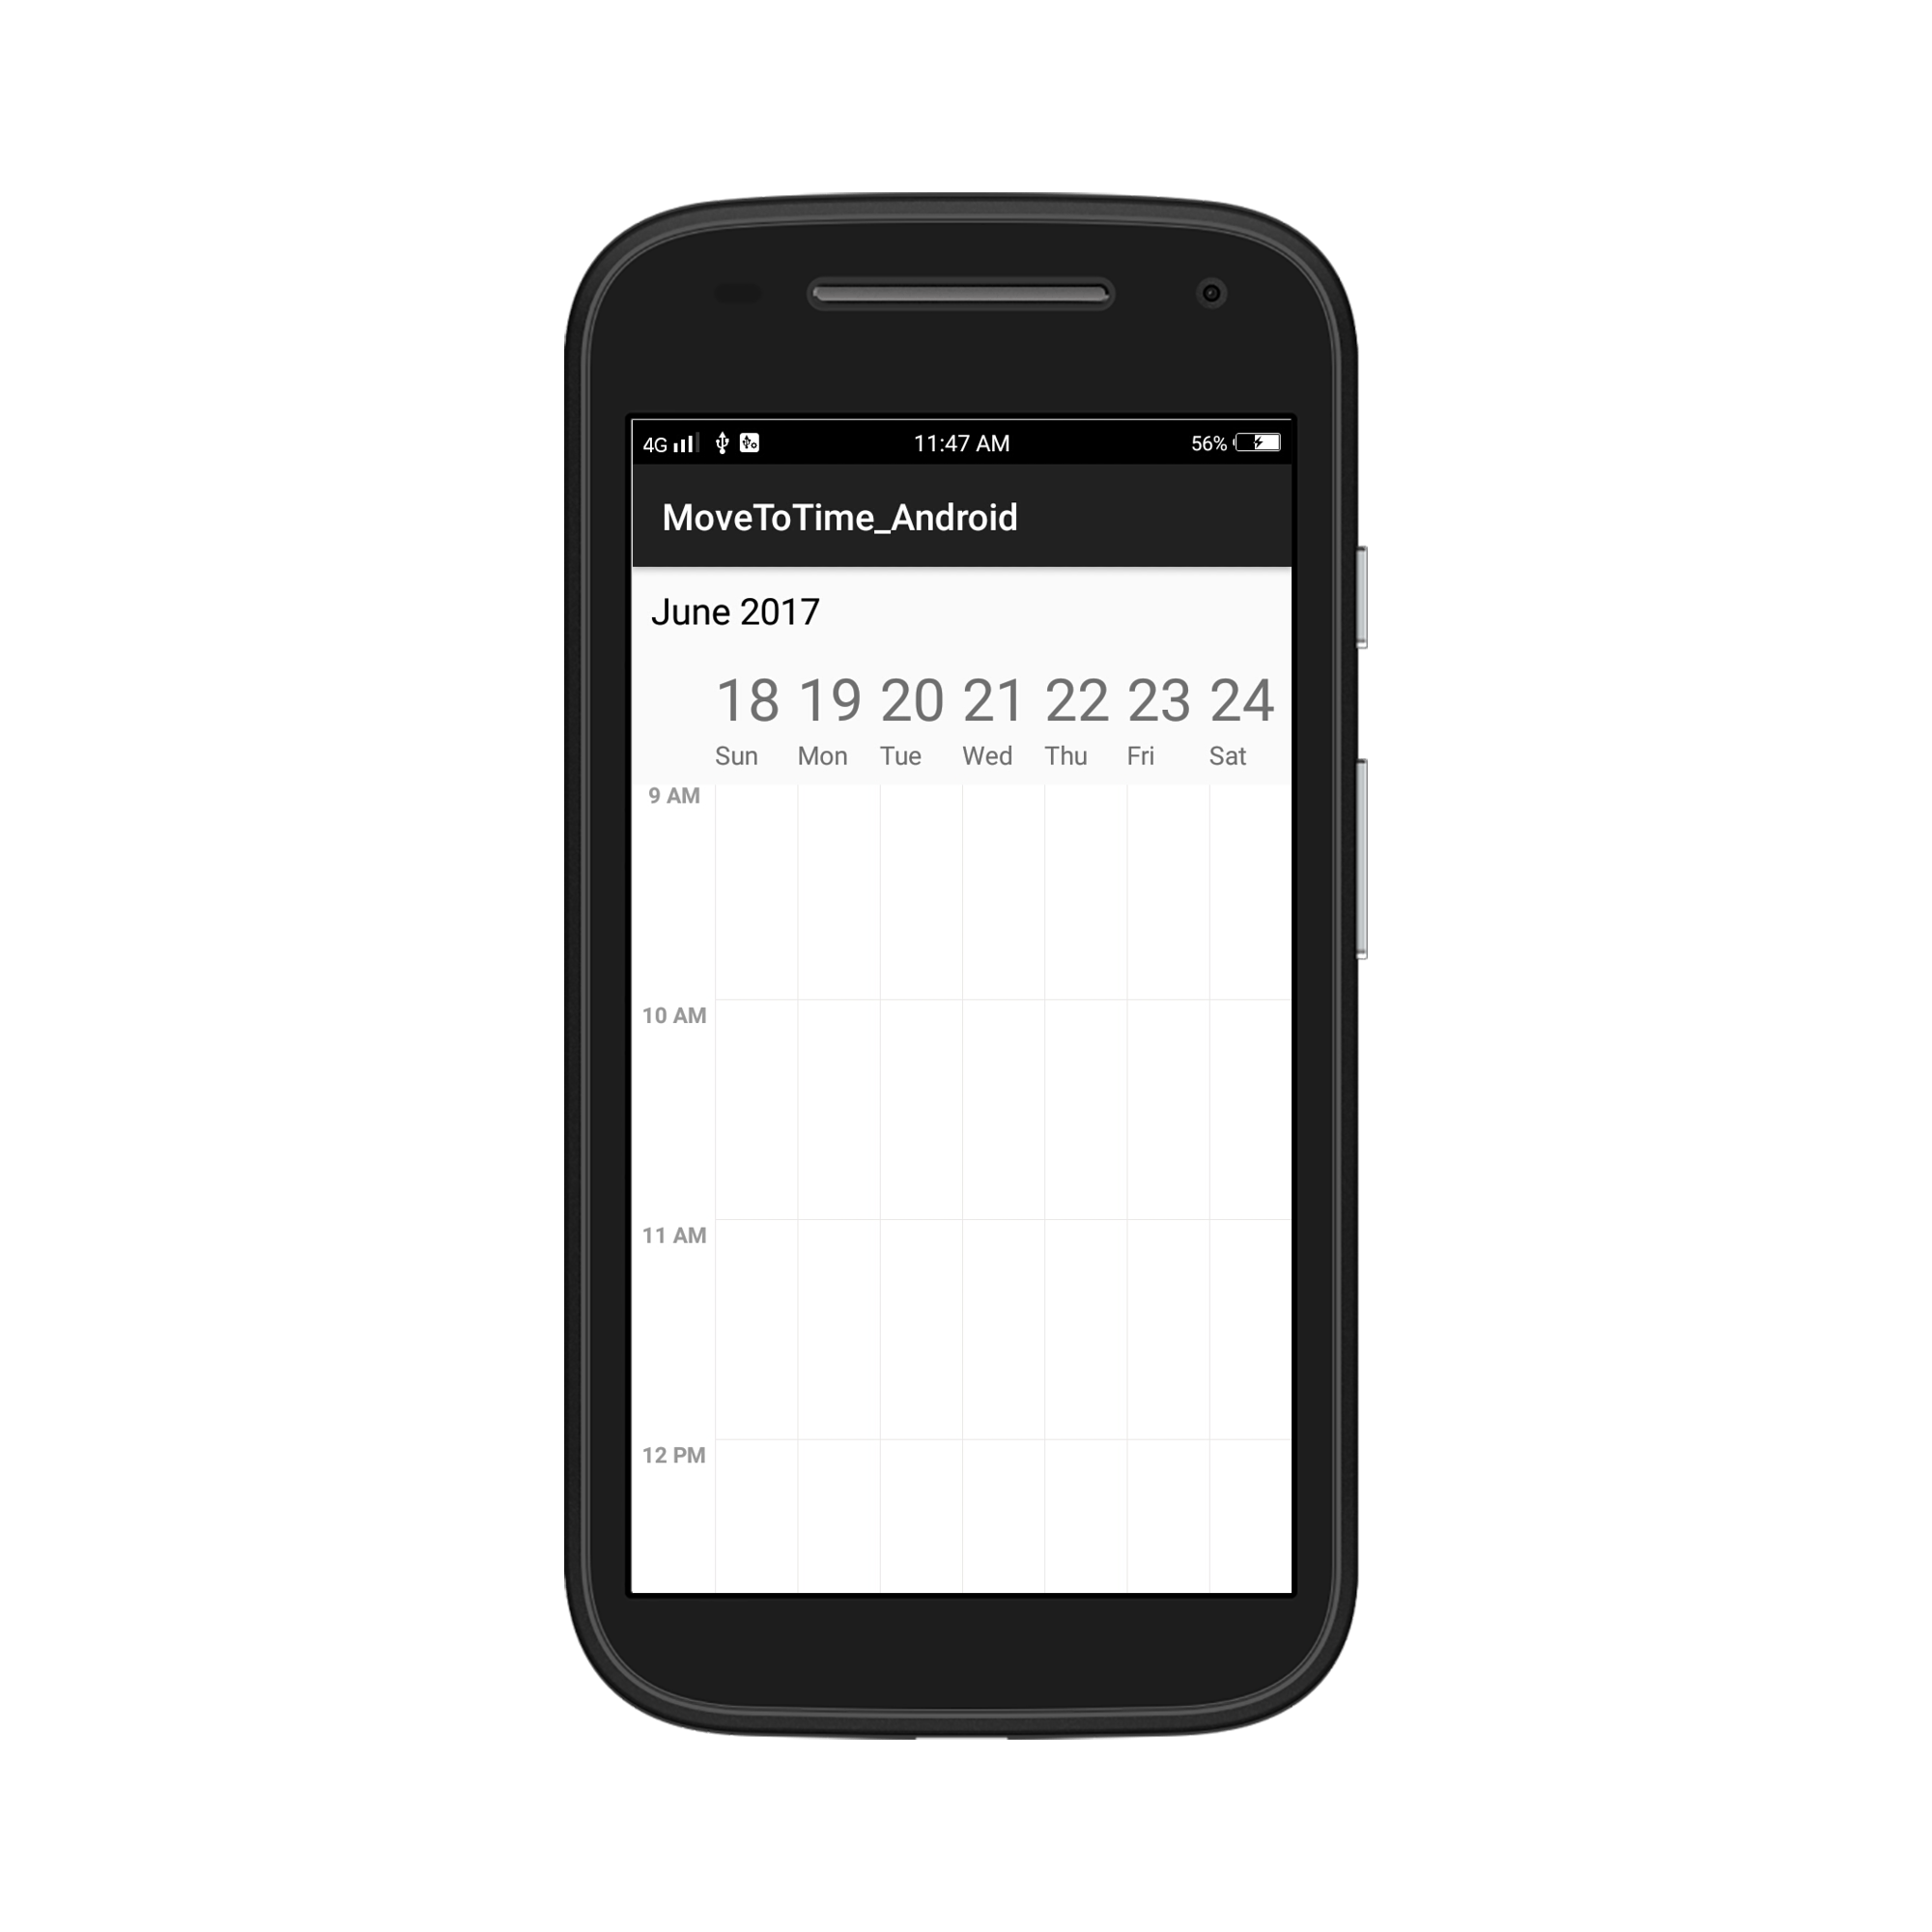 4G 11:47 AM 56%
MoveToTime_Android
June 2017
18 19 20 21 22 23 24
Sun Mon Tue Wed Thu Fri Sat
9 AM
10 AM
11 AM
12 PM